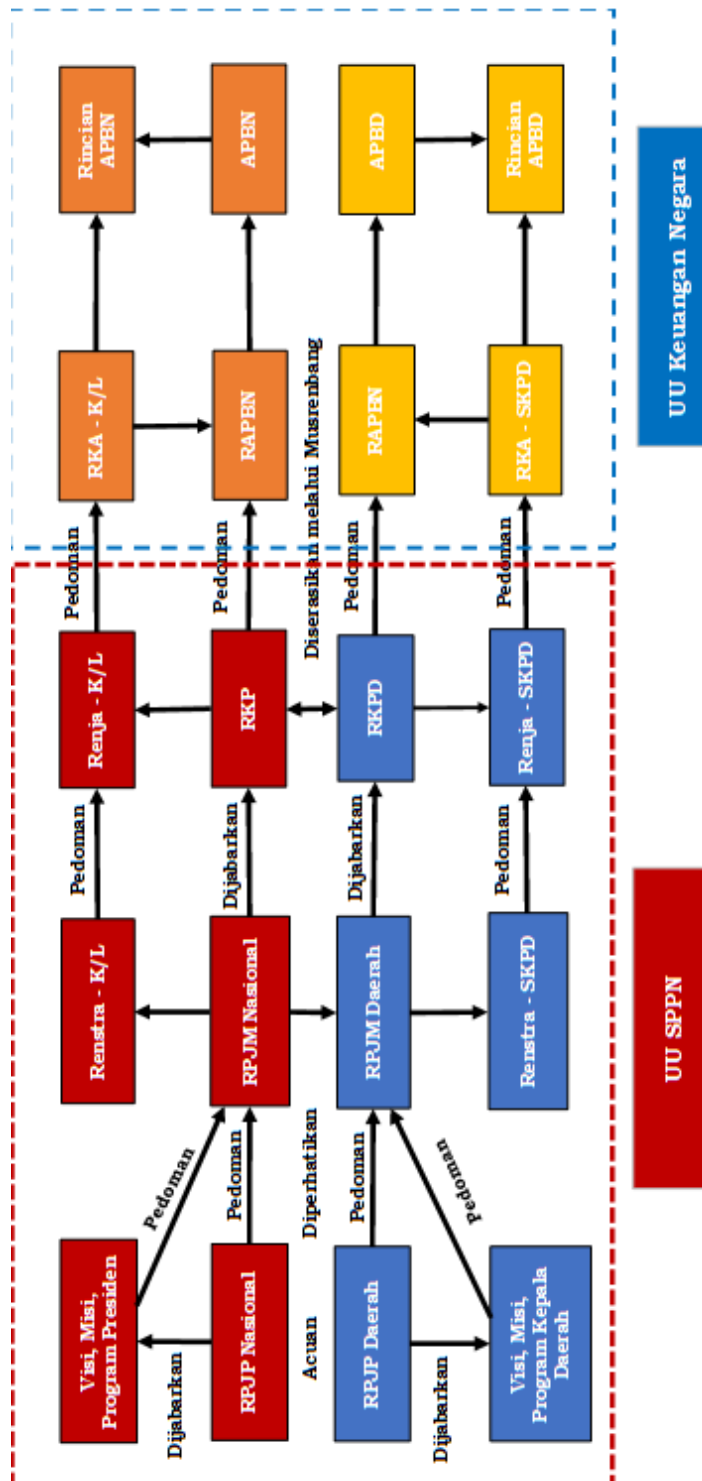 Visi, Misi,
Program Presiden
Pedoman
Renstra - K/L
Pedoman
Renja - K/L
Pedoman
RKA - K/L
Rincian
APBN
Dijabarkan
RPJP Nasional
Pedoman
RPJM Nasional
Dijabarkan
RKP
Pedoman
RAPBN
APBN
Acuan
Diperhatikan
Diserasikan melalui Musrenbang
RPJP Daerah
Pedoman
RPJM Daerah
Dijabarkan
RKPD
Pedoman
RAPBN
APBD
Dijabarkan
Visi, Misi,
Program Kepala
Daerah
Pedoman
Renstra - SKPD
Pedoman
Renja - SKPD
Pedoman
RKA - SKPD
Rincian
APBD
UU SPPN
UU Keuangan Negara